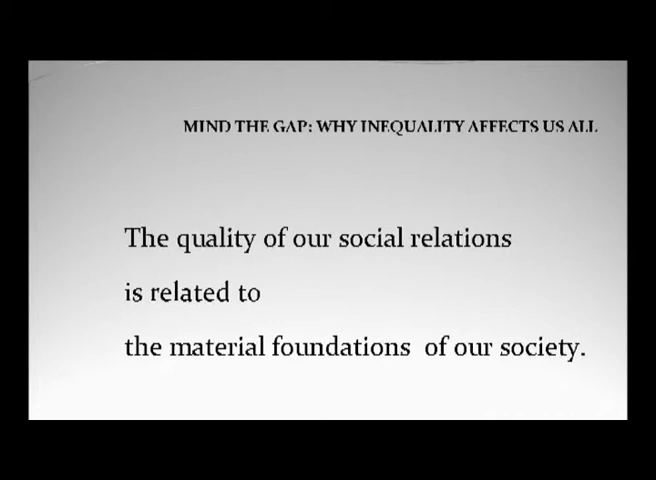 MIND THE GAP: WHY INEQUALITY AFFECTS US ALL
The quality of our social relations
is related to
the material foundations  of our society.